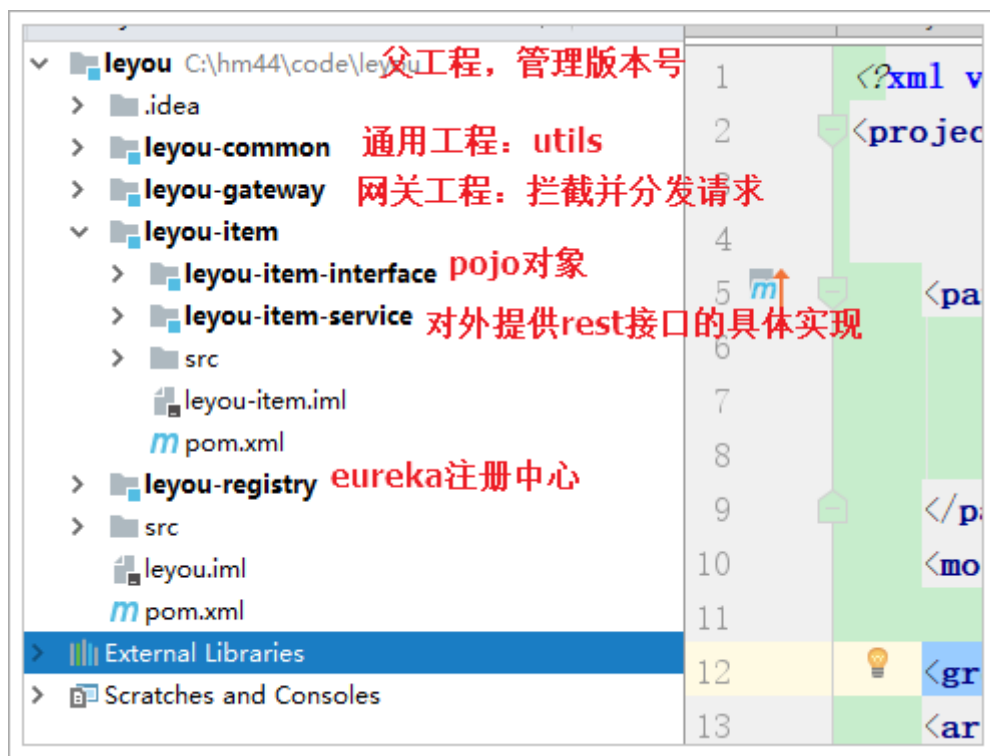 leyou C:\hm44\code\leyou 父工程，管理版本号
.idea
leyou-common 通用工程：utils
leyou-gateway 网关工程：拦截并分发请求
leyou-item
leyou-item-interface pojo对象
leyou-item-service 对外提供rest接口的具体实现
src
leyou-item.iml
pom.xml
leyou-registry eureka注册中心
src
leyou.iml
pom.xml
External Libraries
Scratches and Consoles
1 <?xml v
2 <projec
4
5 <pa
6
7
8
9 </pa
10 <mo
11
12 <gr
13 <ar